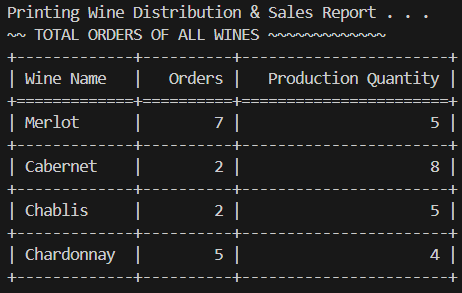 Printing Wine Distribution & Sales Report . . .
~~ TOTAL ORDERS OF ALL WINES ~~~~~~~~~~~~~
+-------------+----------+-----------------------+
| Wine Name   |   Orders |   Production Quantity |
+=============+==========+=======================+
| Merlot      |        7 |                     5 |
+-------------+----------+-----------------------+
| Cabernet    |        2 |                     8 |
+-------------+----------+-----------------------+
| Chablis     |        2 |                     5 |
+-------------+----------+-----------------------+
| Chardonnay  |        5 |                     4 |
+-------------+----------+-----------------------+